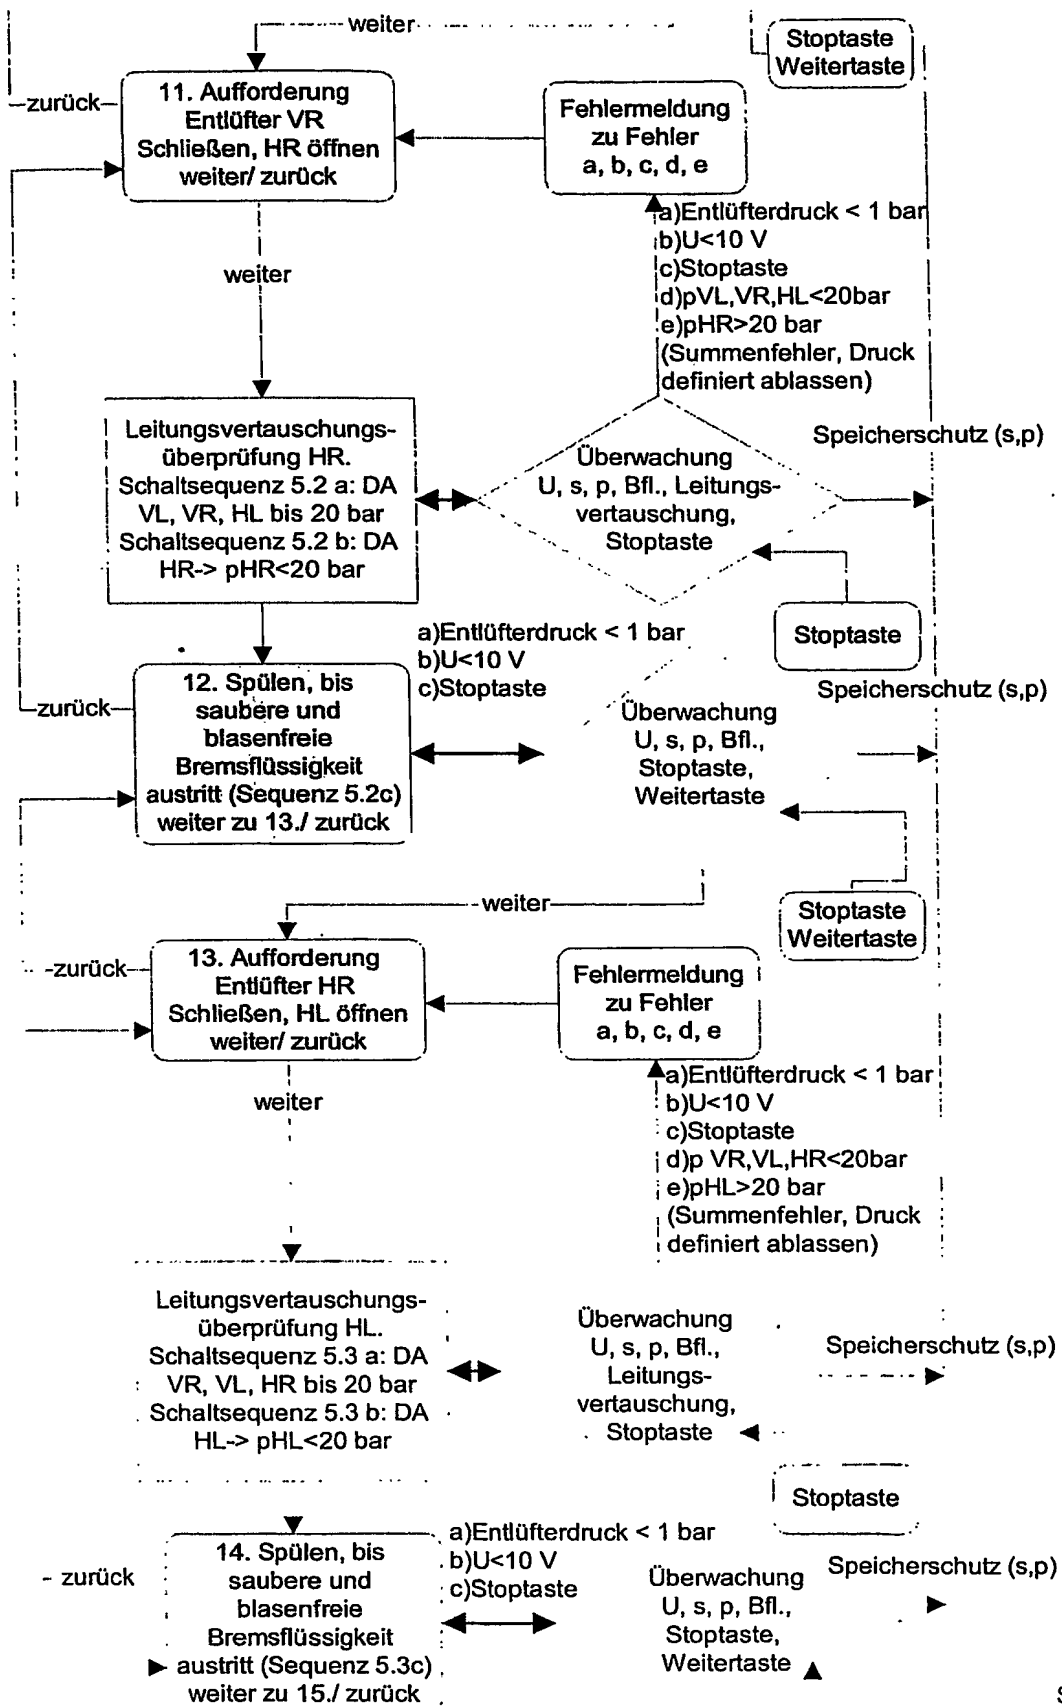 weiter
Stoptaste
Weitertaste
zurück
11. Aufforderung
Entlüfter VR
Schließen, HR öffnen
weiter/ zurück
Fehlermeldung
zu Fehler
a, b, c, d, e
a)Entlüfterdruck < 1 bar
b)U<10 V
c)Stoptaste
d)pVL,VR,HL<20bar
e)pHR>20 bar
(Summenfehler, Druck
definiert ablassen)
weiter
Leitungsvertauschungs-
überprüfung HR.
Schaltsequenz 5.2 a: DA
VL, VR, HL bis 20 bar
Schaltsequenz 5.2 b: DA
HR-> pHR<20 bar
Überwachung
U, s, p, Bfl., Leitungs-
vertauschung,
Stoptaste
Speicherschutz (s,p)
Stoptaste
a)Entlüfterdruck < 1 bar
b)U<10 V
c)Stoptaste
zurück
12. Spülen, bis
saubere und
blasenfreie
Bremsflüssigkeit
austritt (Sequenz 5.2c)
weiter zu 13./ zurück
Überwachung
U, s, p, Bfl.,
Stoptaste,
Weitertaste
Speicherschutz (s,p)
Stoptaste
Weitertaste
weiter
zurück
13. Aufforderung
Entlüfter HR
Schließen, HL öffnen
weiter/ zurück
Fehlermeldung
zu Fehler
a, b, c, d, e
a)Entlüfterdruck < 1 bar
b)U<10 V
c)Stoptaste
d)p VR,VL,HR<20bar
e)pHL>20 bar
(Summenfehler, Druck
definiert ablassen)
weiter
Leitungsvertauschungs-
überprüfung HL.
Schaltsequenz 5.3 a: DA
VR, VL, HR bis 20 bar
Schaltsequenz 5.3 b: DA
HL-> pHL<20 bar
Überwachung
U, s, p, Bfl.,
Leitungs-
vertauschung,
Stoptaste
Speicherschutz (s,p)
Stoptaste
a)Entlüfterdruck < 1 bar
b)U<10 V
c)Stoptaste
zurück
14. Spülen, bis
saubere und
blasenfreie
Bremsflüssigkeit
austritt (Sequenz 5.3c)
weiter zu 15./ zurück
Überwachung
U, s, p, Bfl.,
Stoptaste,
Weitertaste
Speicherschutz (s,p)